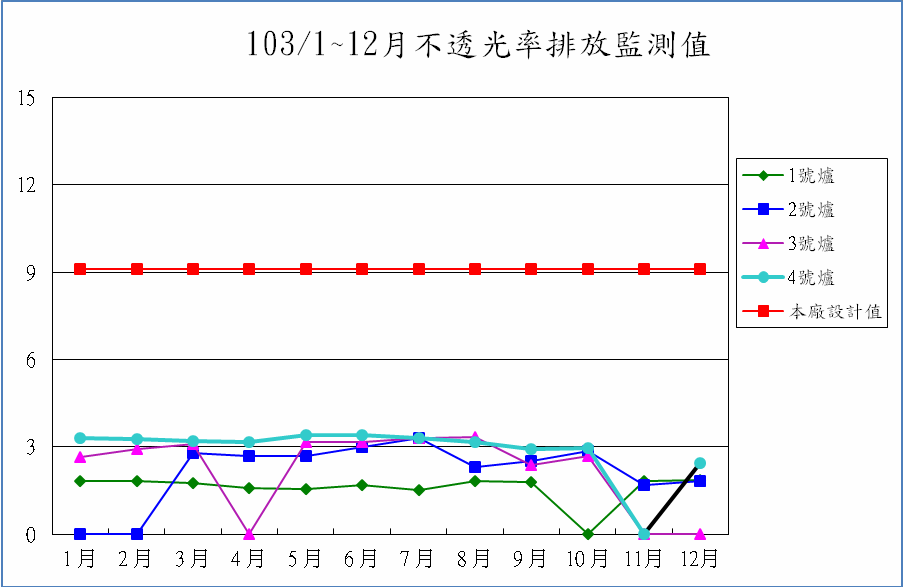 103/1~12月不透光率排放監測值
15
12
9
6
3
0
1月 2月 3月 4月 5月 6月 7月 8月 9月 10月 11月 12月
1號爐
2號爐
3號爐
4號爐
本廠設計值